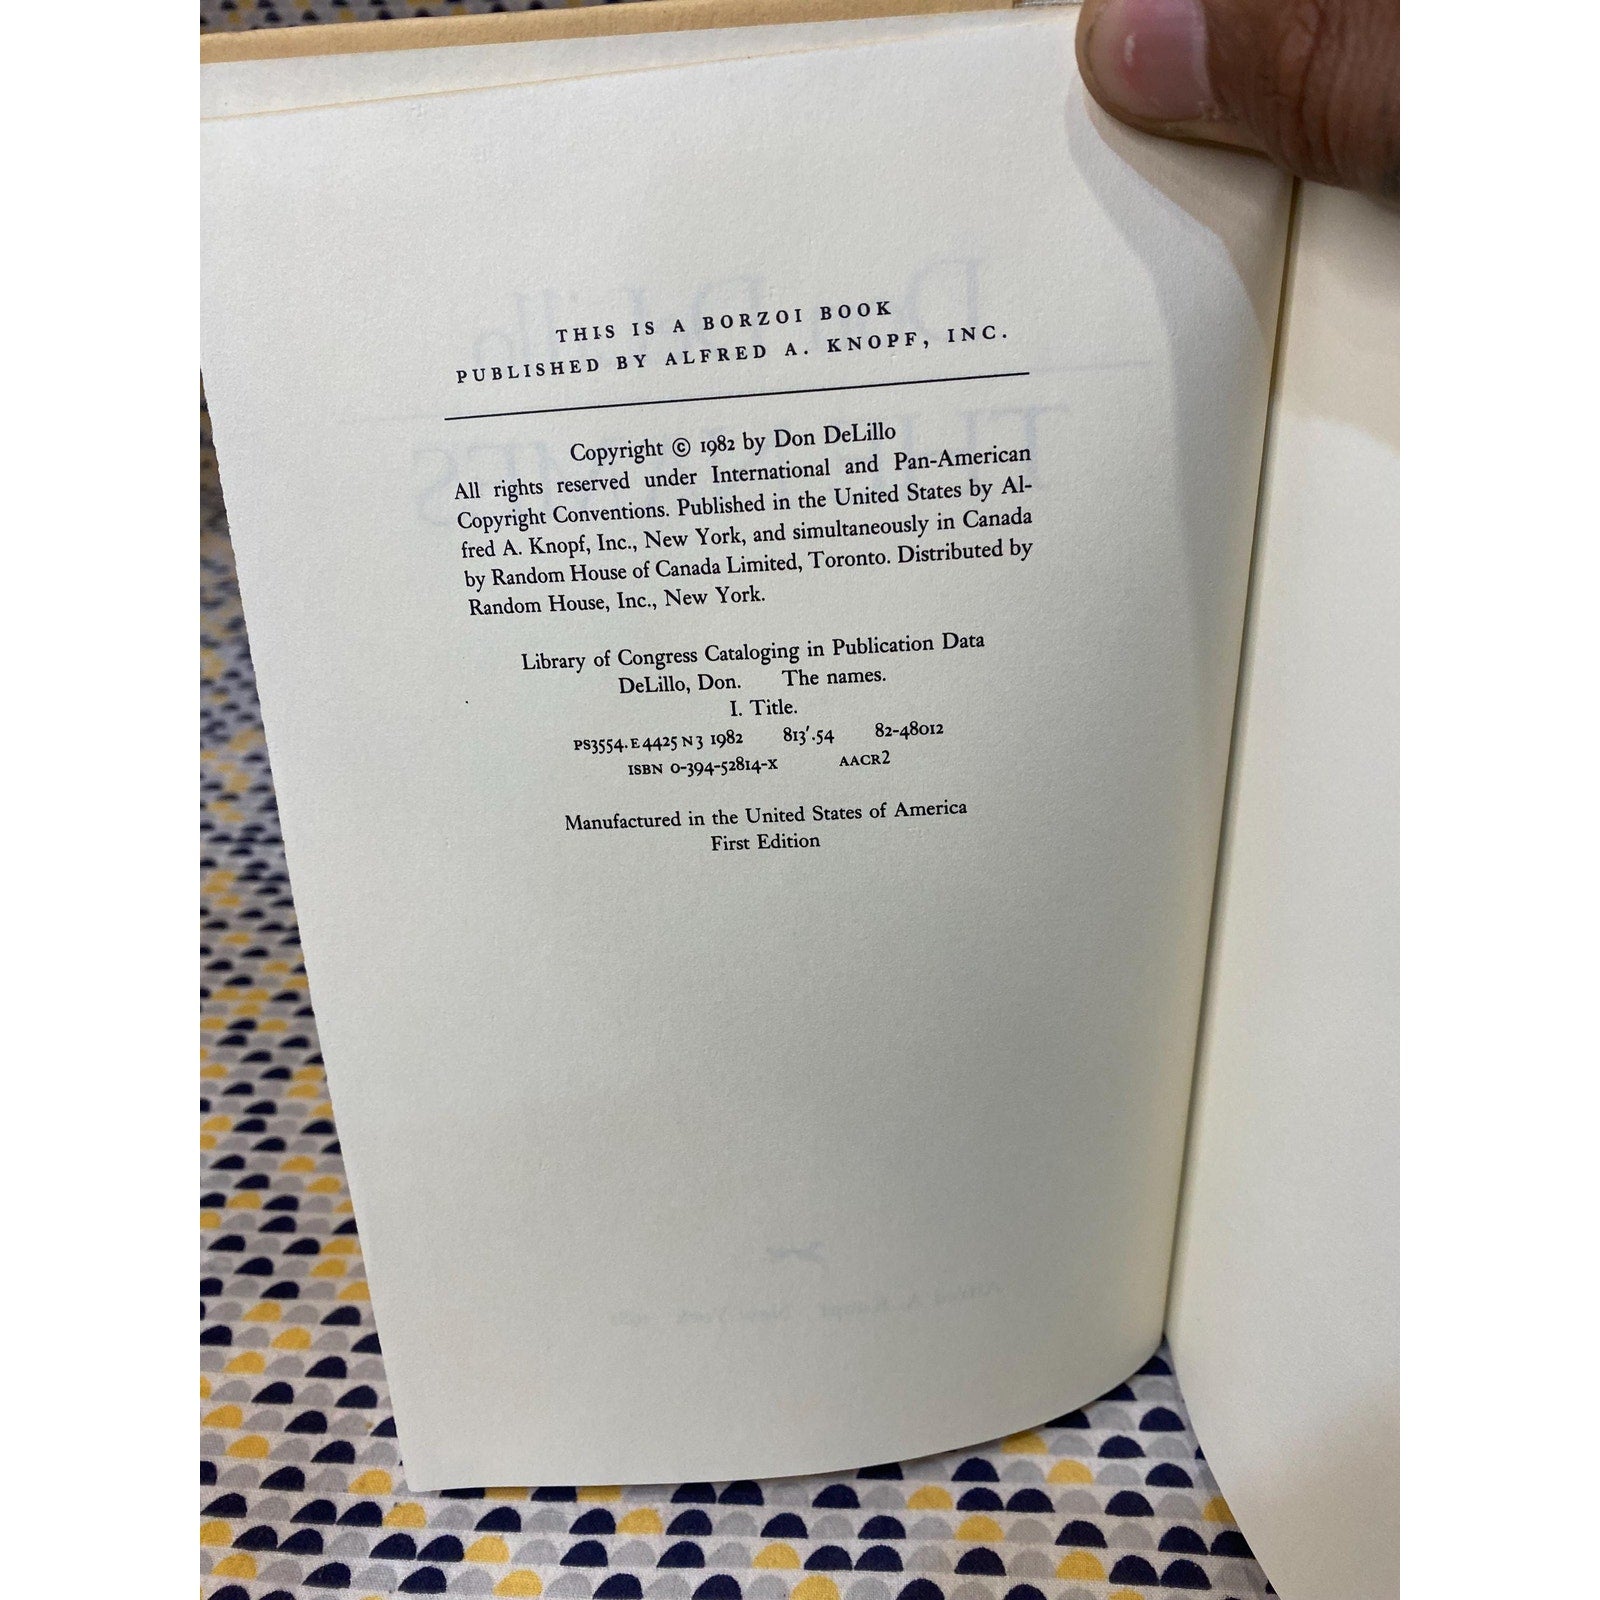 THIS IS A BORZOI BOOK
PUBLISHED BY ALFRED A. KNOPF, INC.
Copyright © 1982 by Don DeLillo
All rights reserved under International and Pan-American
Copyright Conventions. Published in the United States by Al-
fred A. Knopf, Inc., New York, and simultaneously in Canada
by Random House of Canada Limited, Toronto. Distributed by
Random House, Inc., New York.
Library of Congress Cataloging in Publication Data
DeLillo, Don. The names.
I. Title.
PS3554.E4425N3 1982 813'.54 82-48012
ISBN 0-394-52814-X AACR2
Manufactured in the United States of America
First Edition